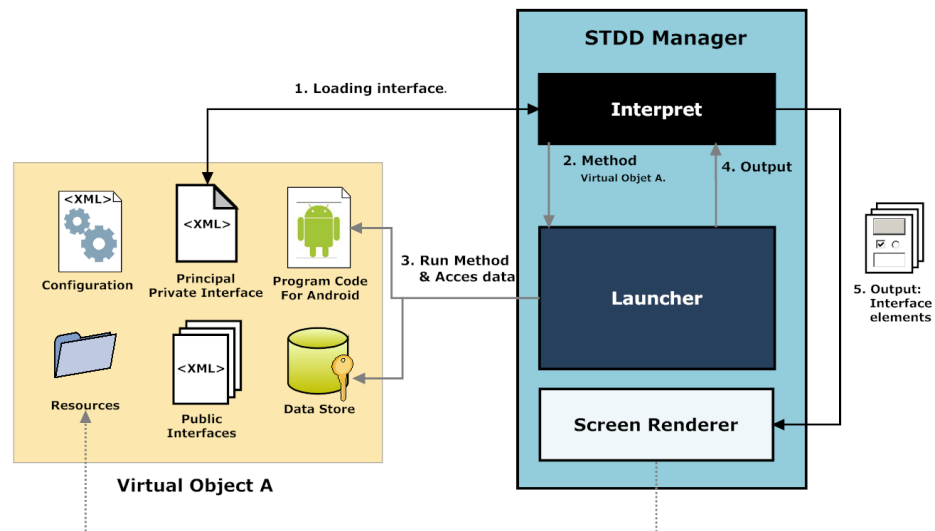 STDD Manager
1. Loading interface.
Interpret
2. Method
Virtual Objet A.
4. Output
<XML>
Configuration
<XML>
Principal
Private Interface
Program Code
For Android
3. Run Method
& Acces data
Launcher
5. Output:
Interface
elements
Resources
<XML>
Public
Interfaces
Data Store
Screen Renderer
Virtual Object A